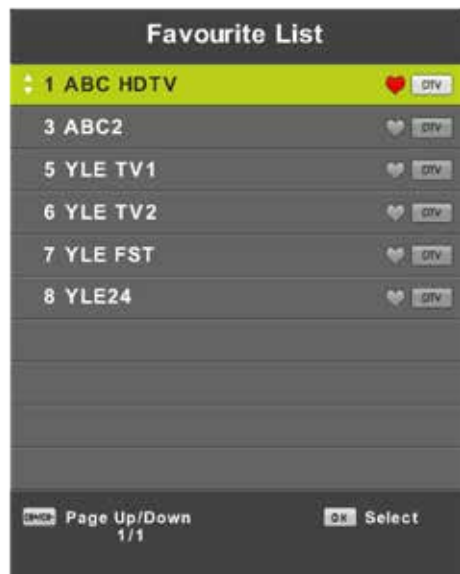 Favourite List
1 ABC HDTV DTV
3 ABC2 DTV
5 YLE TV1 DTV
6 YLE TV2 DTV
7 YLE FST DTV
8 YLE24 DTV
Page Up/Down OK Select
1/1